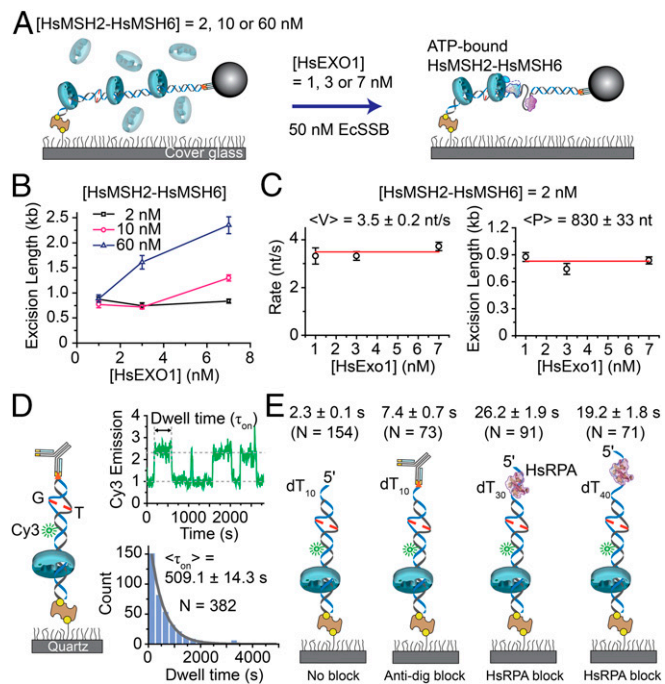 A
[HsMSH2-HsMSH6] = 2, 10 or 60 nM
[HsEXO1]
= 1, 3 or 7 nM
50 nM EcSSB
ATP-bound
HsMSH2-HsMSH6
Cover glass
B
[HsMSH2-HsMSH6]
2 nM
10 nM
60 nM
Excision Length (kb)
2.5
2.0
1.5
1.0
0.5
0
0 2 4 6 8
[HsEXO1] (nM)
C
[HsMSH2-HsMSH6] = 2 nM
<V> = 3.5 ± 0.2 nt/s
Rate (nt/s)
4
2
0
1 2 3 4 5 6 7
[HsExo1] (nM)
<P> = 830 ± 33 nt
Excision Length (kb)
1.2
0.9
0.6
0.3
0.0
1 2 3 4 5 6 7
[HsExo1] (nM)
D
G
T
Cy3
Quartz
Dwell time (τon)
Cy3 Emission
3
2
1
0
0 1000 2000
Time (s)
<τon> =
509.1 ± 14.3 s
N = 382
Count
150
100
50
0
0 2000 4000
Dwell time (s)
E
2.3 ± 0.1 s
(N = 154)
7.4 ± 0.7 s
(N = 73)
26.2 ± 1.9 s
(N = 91)
19.2 ± 1.8 s
(N = 71)
5'
dT10
dT10
5'
HsRPA
dT30
5'
dT40
No block
Anti-dig block
HsRPA block
HsRPA block